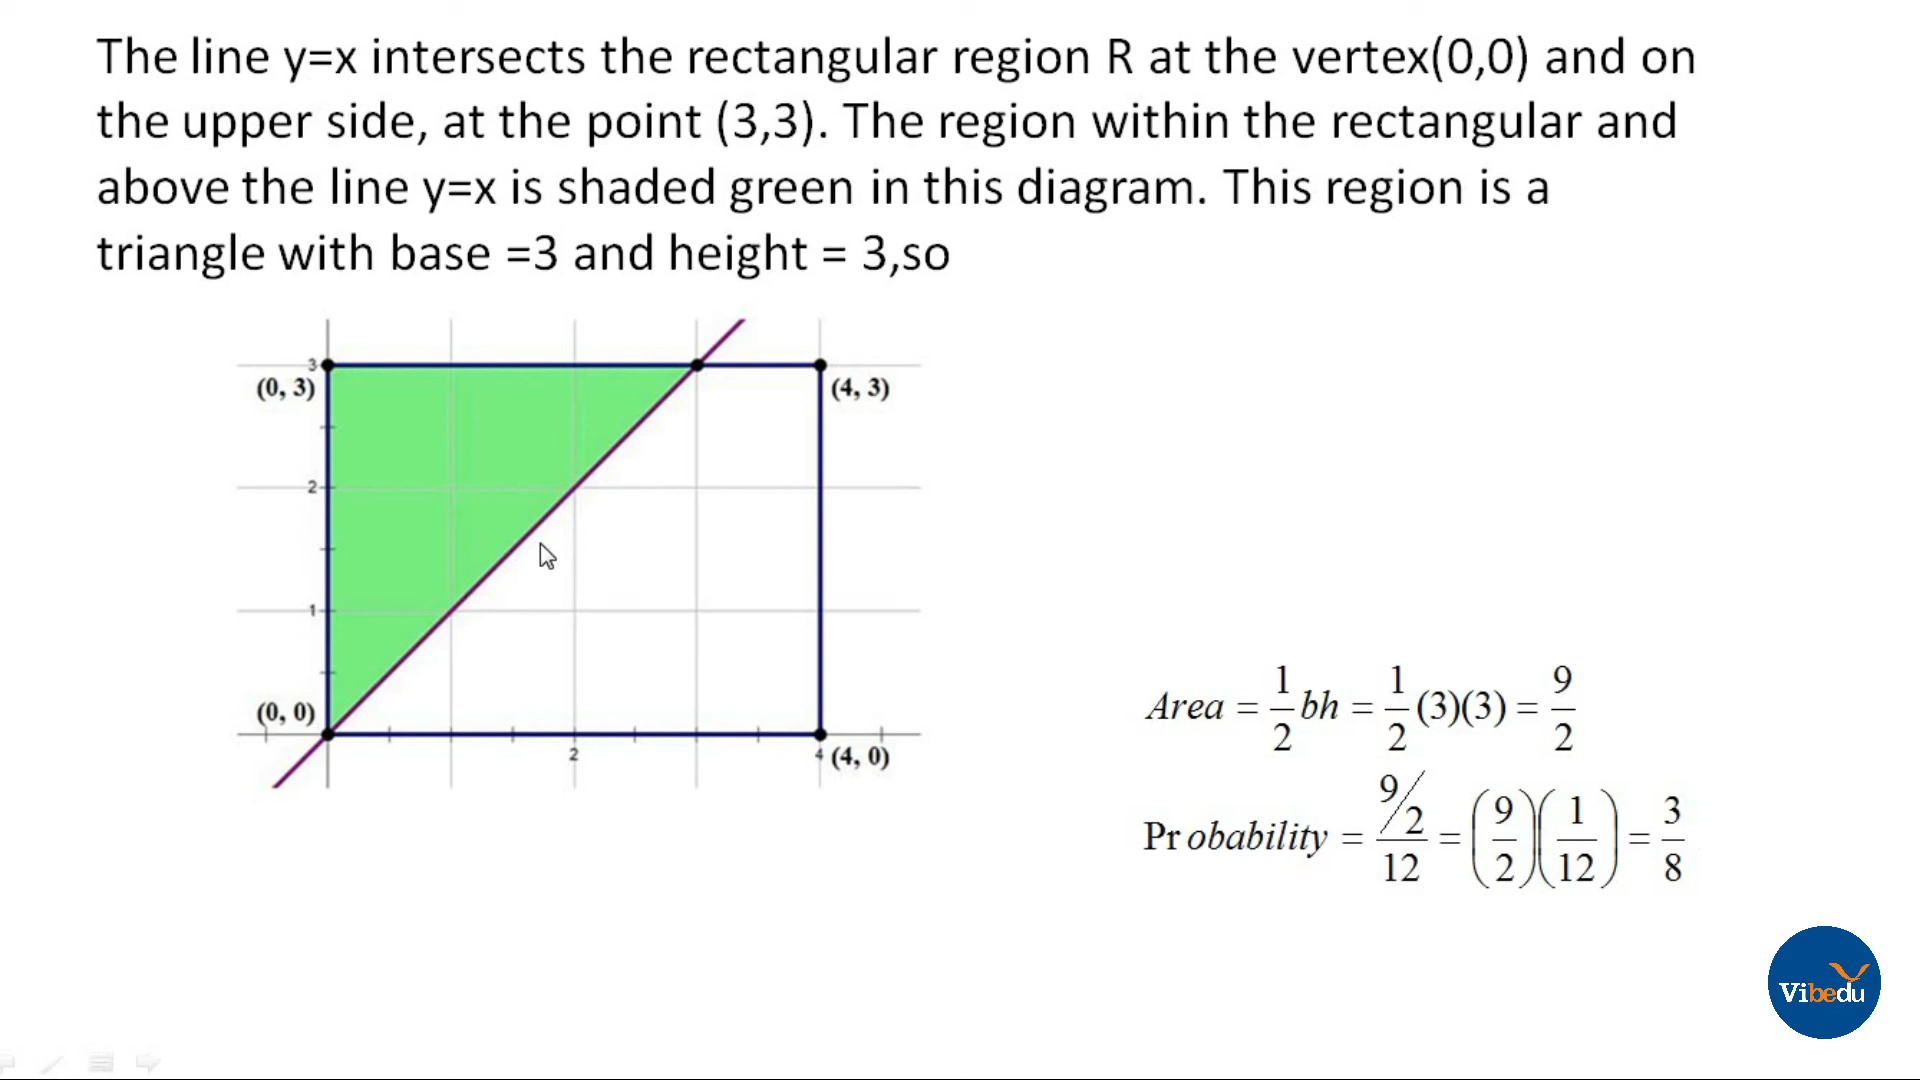 The line y=x intersects the rectangular region R at the vertex(0,0) and on
the upper side, at the point (3,3). The region within the rectangular and
above the line y=x is shaded green in this diagram. This region is a
triangle with base =3 and height = 3,so
3
(0, 3)
(4, 3)
2
1
(0, 0)
2
4
(4, 0)
Area = 1/2 bh = 1/2 (3)(3) = 9/2
Pr obability = (9/2)/12 = (9/2)(1/12) = 3/8
Vibedu